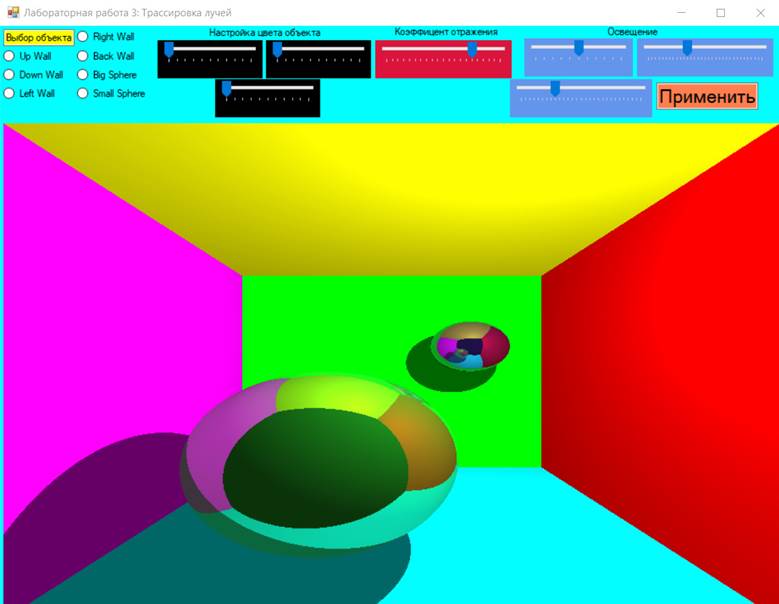 Лабораторная работа 3: Трассировка лучей
Выбор объекта
Right Wall
Up Wall
Back Wall
Down Wall
Big Sphere
Left Wall
Small Sphere
Настройка цвета объекта
Коэффицент отражения
Освещение
Применить